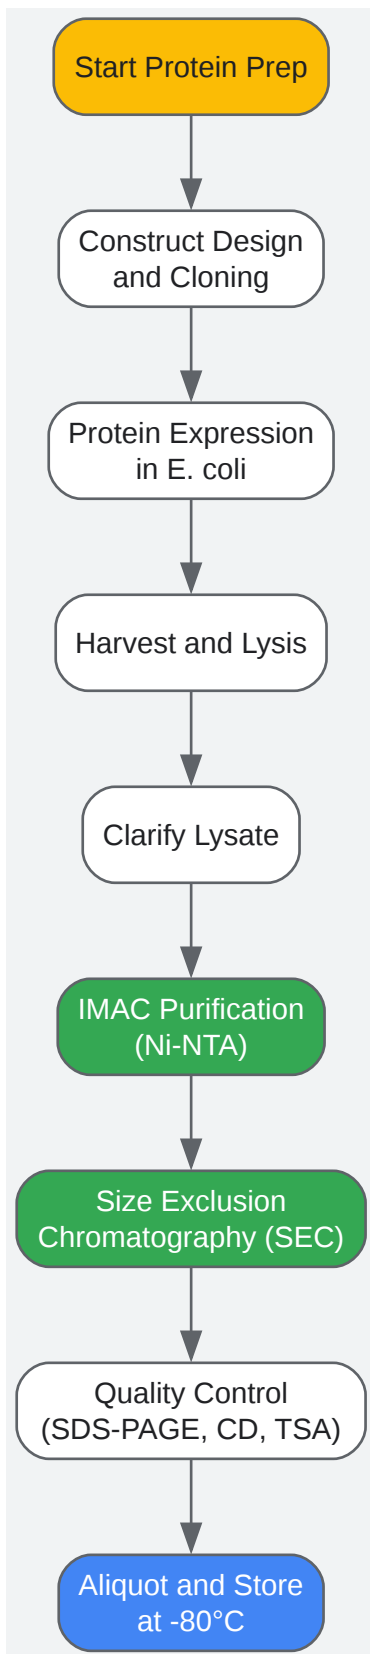 Start Protein Prep
Construct Design
and Cloning
Protein Expression
in E. coli
Harvest and Lysis
Clarify Lysate
IMAC Purification
(Ni-NTA)
Size Exclusion
Chromatography (SEC)
Quality Control
(SDS-PAGE, CD, TSA)
Aliquot and Store
at -80°C